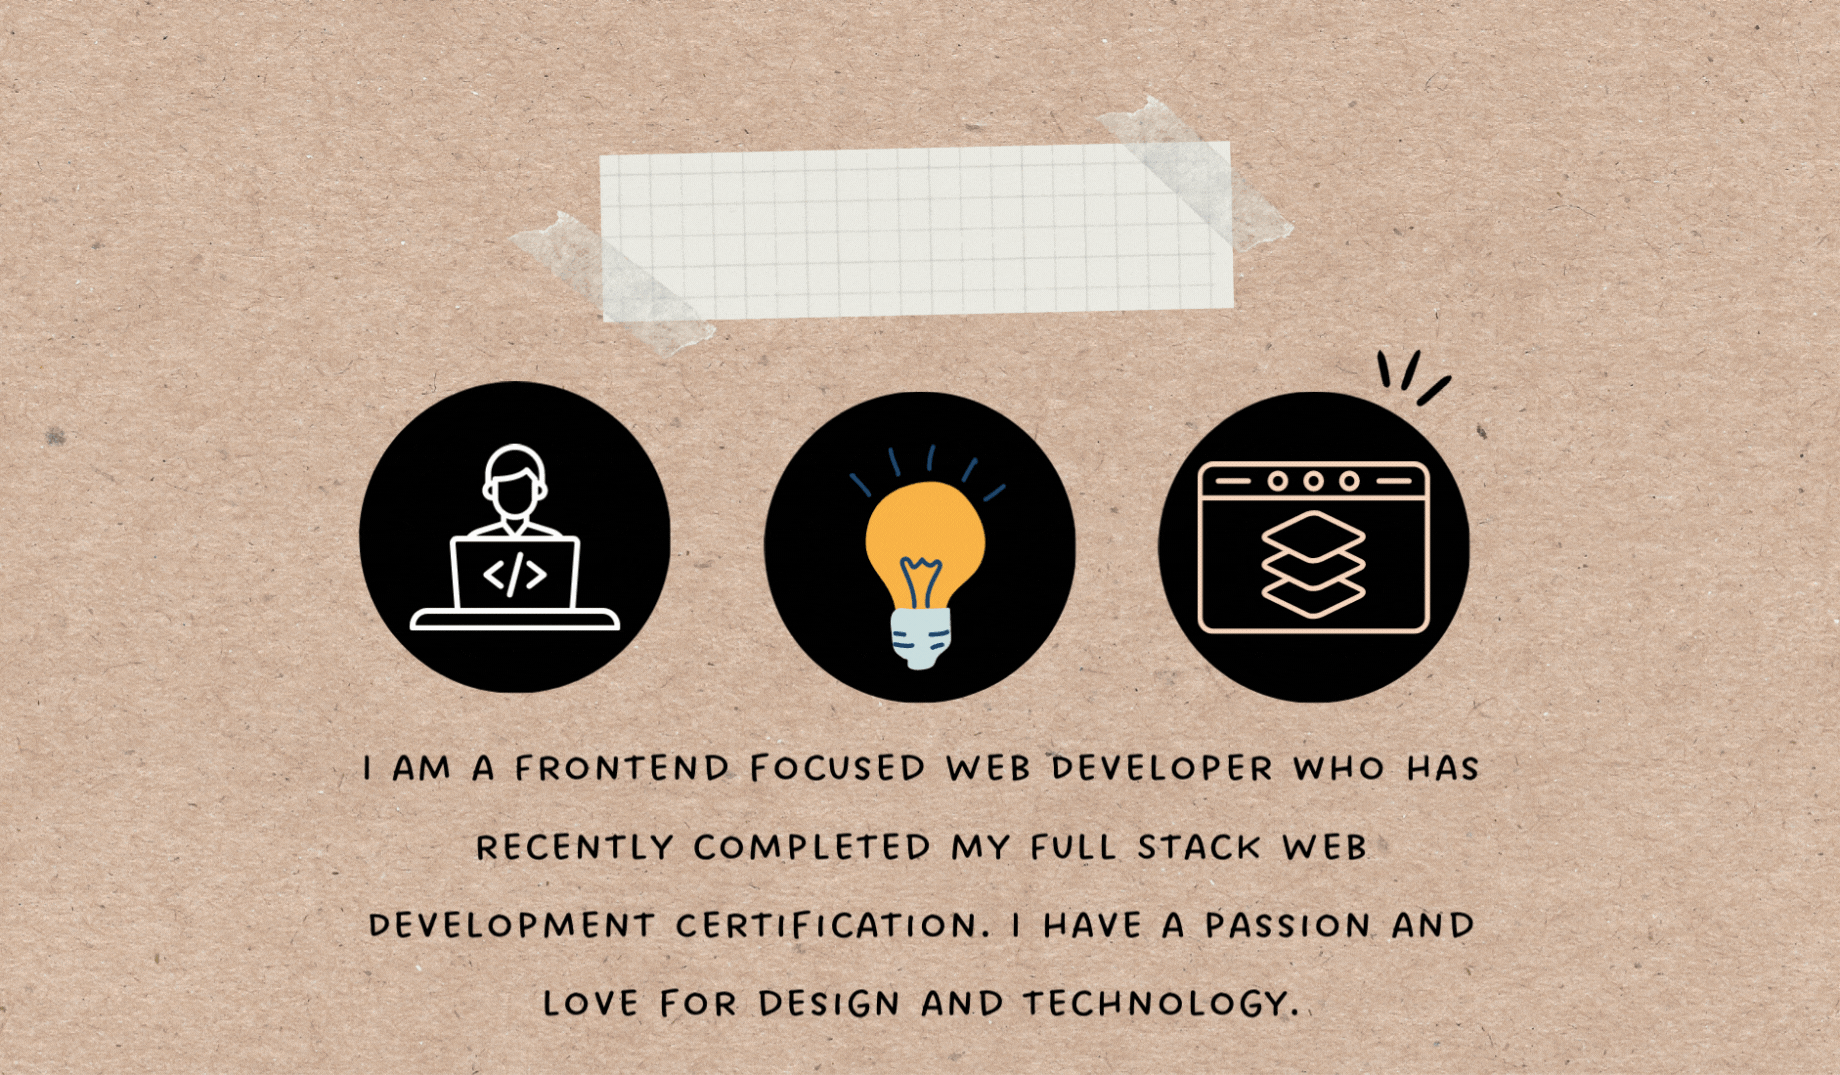 </>
I AM A FRONTEND FOCUSED WEB DEVELOPER WHO HAS
RECENTLY COMPLETED MY FULL STACK WEB
DEVELOPMENT CERTIFICATION. I HAVE A PASSION AND
LOVE FOR DESIGN AND TECHNOLOGY.